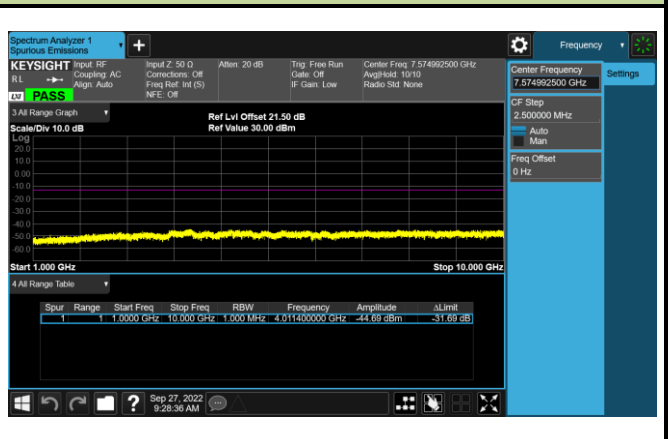 Spectrum Analyzer 1
Spurious Emissions
Frequency
KEYSIGHT
R L
LXI
PASS
Input: RF
Coupling: AC
Align: Auto
Input Z: 50 Ω
Corrections: Off
Freq Ref: Int (S)
NFE: Off
Atten: 20 dB
Trig: Free Run
Gate: Off
IF Gain: Low
Center Freq: 7.574992500 GHz
Avg|Hold: 10/10
Radio Std: None
Center Frequency
7.574992500 GHz
Settings
CF Step
2.500000 MHz
Auto
Man
Freq Offset
0 Hz
3 All Range Graph
Scale/Div 10.0 dB
Ref Lvl Offset 21.50 dB
Ref Value 30.00 dBm
Log
20.0
10.0
0.00
-10.0
-20.0
-30.0
-40.0
-50.0
-60.0
Start 1.000 GHz
Stop 10.000 GHz
4 All Range Table
Spur Range Start Freq Stop Freq RBW Frequency Amplitude ΔLimit
1 1 1.0000 GHz 10.000 GHz 1.000 MHz 4.011400000 GHz -44.69 dBm -31.69 dB
?
Sep 27, 2022
9:28:36 AM